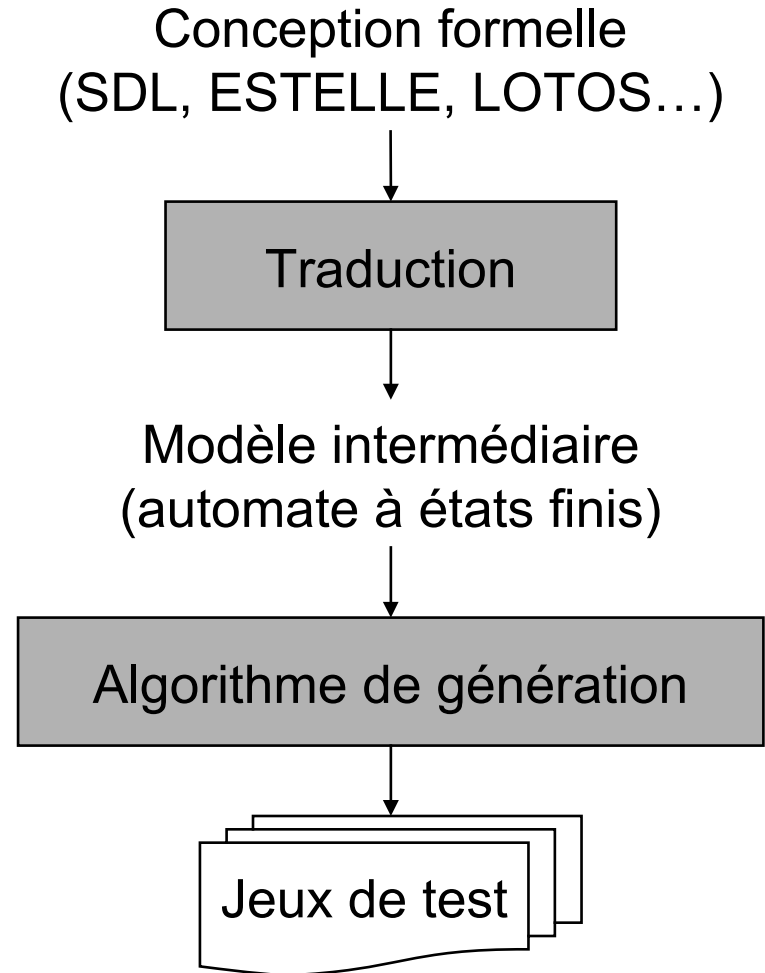 Conception formelle
(SDL, ESTELLE, LOTOS…)
Traduction
Modèle intermédiaire
(automate à états finis)
Algorithme de génération
Jeux de test